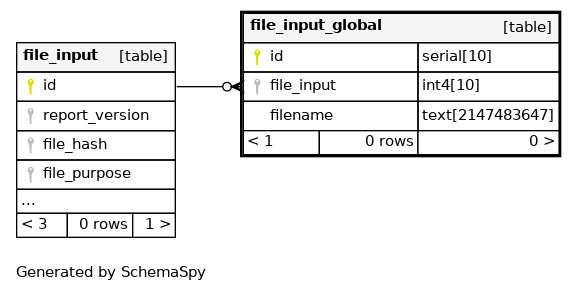 file_input [table]
id
report_version
file_hash
file_purpose
...
< 3 0 rows 1 >
file_input_global [table]
id serial[10]
file_input int4[10]
filename text[2147483647]
< 1 0 rows 0 >
Generated by SchemaSpy